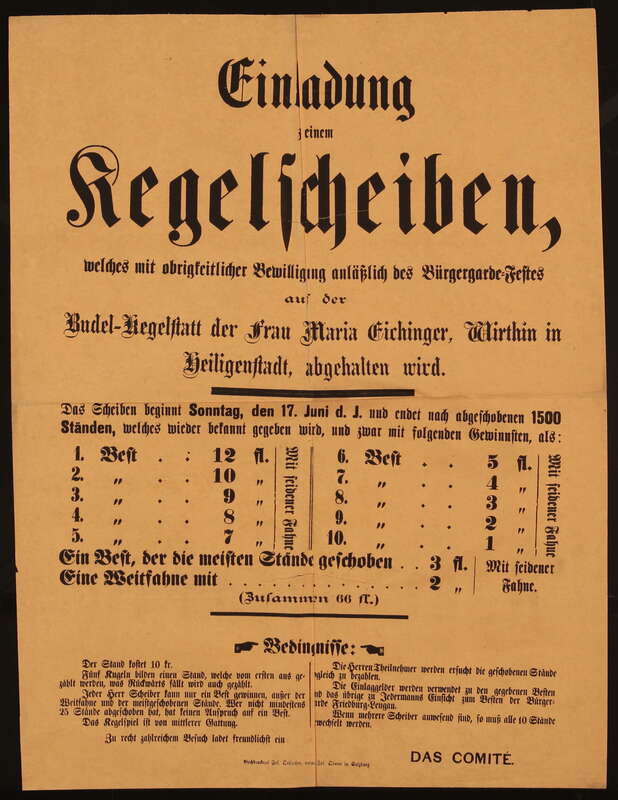 Einladung
z einem
Kegelscheiben,
welches mit obrigkeitlicher Bewilligung anläßlich des Bürgergarde-Festes
auf der
Budel-Kegelstatt der Frau Maria Eichinger, Wirthin in
Heiligenstadt, abgehalten wird.
Das Scheiben beginnt Sonntag, den 17. Juni d. J. und endet nach abgeschobenen 1500
Ständen, welches wieder bekannt gegeben wird, und zwar mit folgenden Gewinnsten, als:
1. Best . . 12 fl.
2. „ . . 10 „
3. „ . . 9 „
4. „ . . 8 „
5. „ . . 7 „
Mit seidener Fahne
6. Best . . 5 fl.
7. „ . . 4 „
8. „ . . 3 „
9. „ . . 2 „
10. „ . . 1 „
Mit seidener Fahne
Ein Best, der die meisten Stände geschoben . . 3 fl.
Eine Weitfahne mit . . . . . . . . . . . 2 „
Mit seidener
Fahne.
(Zusammen 66 fl.)
Bedingnisse:
Der Stand kostet 10 kr.
Fünf Kugeln bilden einen Stand, welche vom ersten aus ge-
zählt werden, was Rückwärts fällt wird auch gezählt.
Jeder Herr Scheiber kann nur ein Best gewinnen, außer der
Weitfahne und der meistgeschobenen Stände. Wer nicht mindestens
25 Stände abgeschoben hat, hat keinen Anspruch auf ein Best.
Das Kegelspiel ist von mittlerer Gattung.
Die Herren Theilnehmer werden ersucht die geschobenen Stände
gleich zu bezahlen.
Die Einlaggelder werden verwendet zu den gegebenen Besten
nd das übrige zu Jedermanns Einsicht zum Besten der Bürger-
rde Friedburg-Lengau.
Wenn mehrere Scheiber anwesend sind, so muß alle 10 Stände
wechselt werden.
Zu recht zahlreichem Besuch ladet freundlichst ein
DAS COMITÉ.
in Salzburg